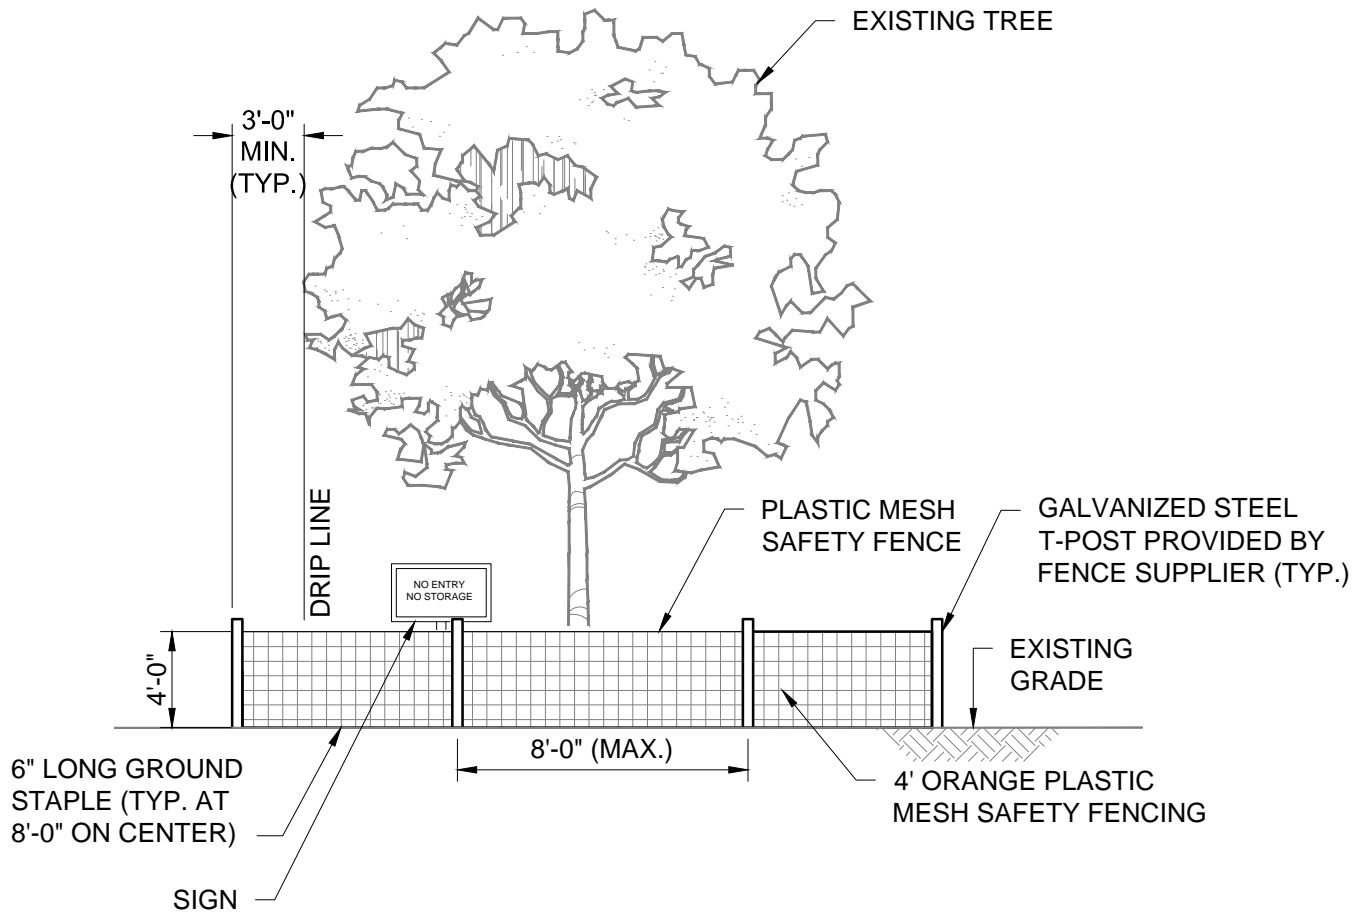 EXISTING TREE
3'-0"
MIN.
(TYP.)
DRIP LINE
NO ENTRY
NO STORAGE
PLASTIC MESH
SAFETY FENCE
GALVANIZED STEEL
T-POST PROVIDED BY
FENCE SUPPLIER (TYP.)
4'-0"
EXISTING
GRADE
8'-0" (MAX.)
6" LONG GROUND
STAPLE (TYP. AT
8'-0" ON CENTER)
4' ORANGE PLASTIC
MESH SAFETY FENCING
SIGN